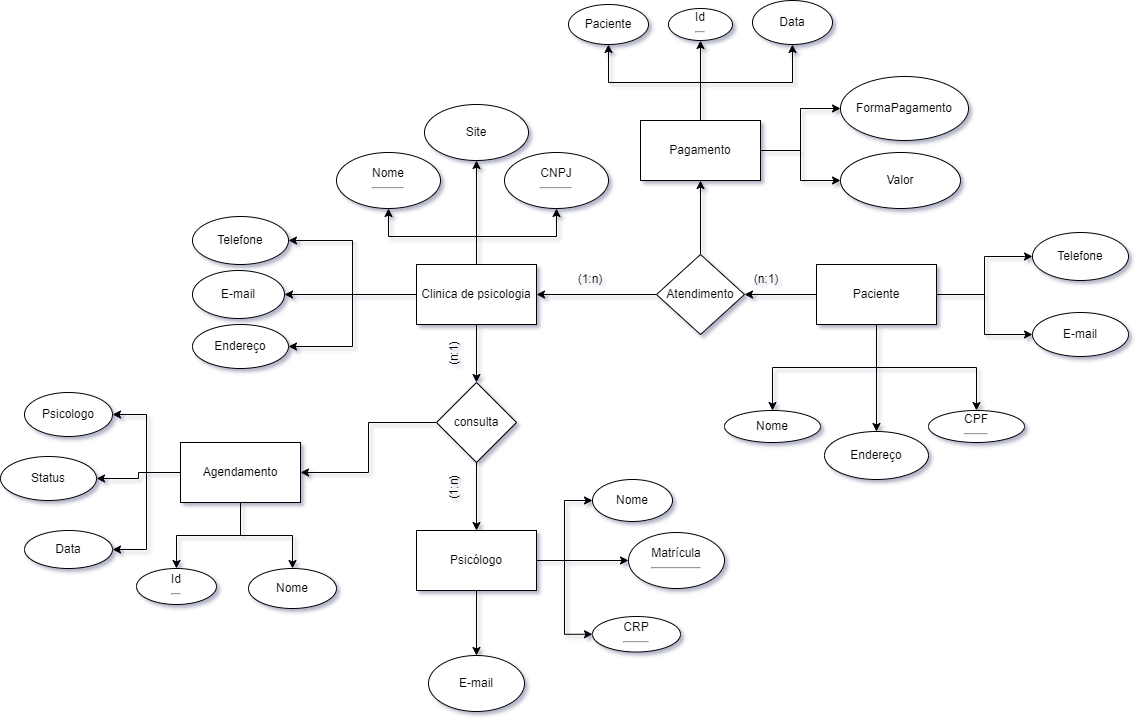 Paciente
Id
Data
FormaPagamento
Pagamento
Valor
Site
Nome
CNPJ
Telefone
E-mail
Endereço
Clinica de psicologia
(1:n)
Atendimento
(n:1)
Paciente
Telefone
E-mail
Nome
Endereço
CPF
(n:1)
consulta
(1:n)
Psicologo
Status
Data
Agendamento
Id
Nome
Psicólogo
Nome
Matrícula
CRP
E-mail